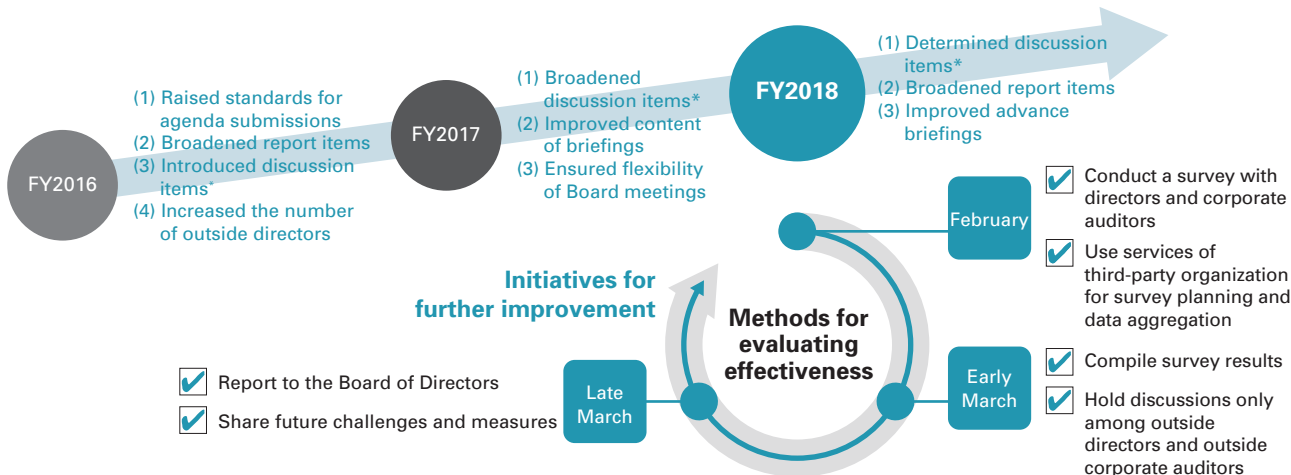 FY2016
(1) Raised standards for
agenda submissions
(2) Broadened report items
(3) Introduced discussion
items*
(4) Increased the number
of outside directors
FY2017
(1) Broadened
discussion items*
(2) Improved content
of briefings
(3) Ensured flexibility
of Board meetings
FY2018
(1) Determined discussion
items*
(2) Broadened report items
(3) Improved advance
briefings
Initiatives for
further improvement
Methods for
evaluating
effectiveness
February
Conduct a survey with
directors and corporate
auditors
Use services of
third-party organization
for survey planning and
data aggregation
Early
March
Compile survey results
Hold discussions only
among outside
directors and outside
corporate auditors
Late
March
Report to the Board of Directors
Share future challenges and measures